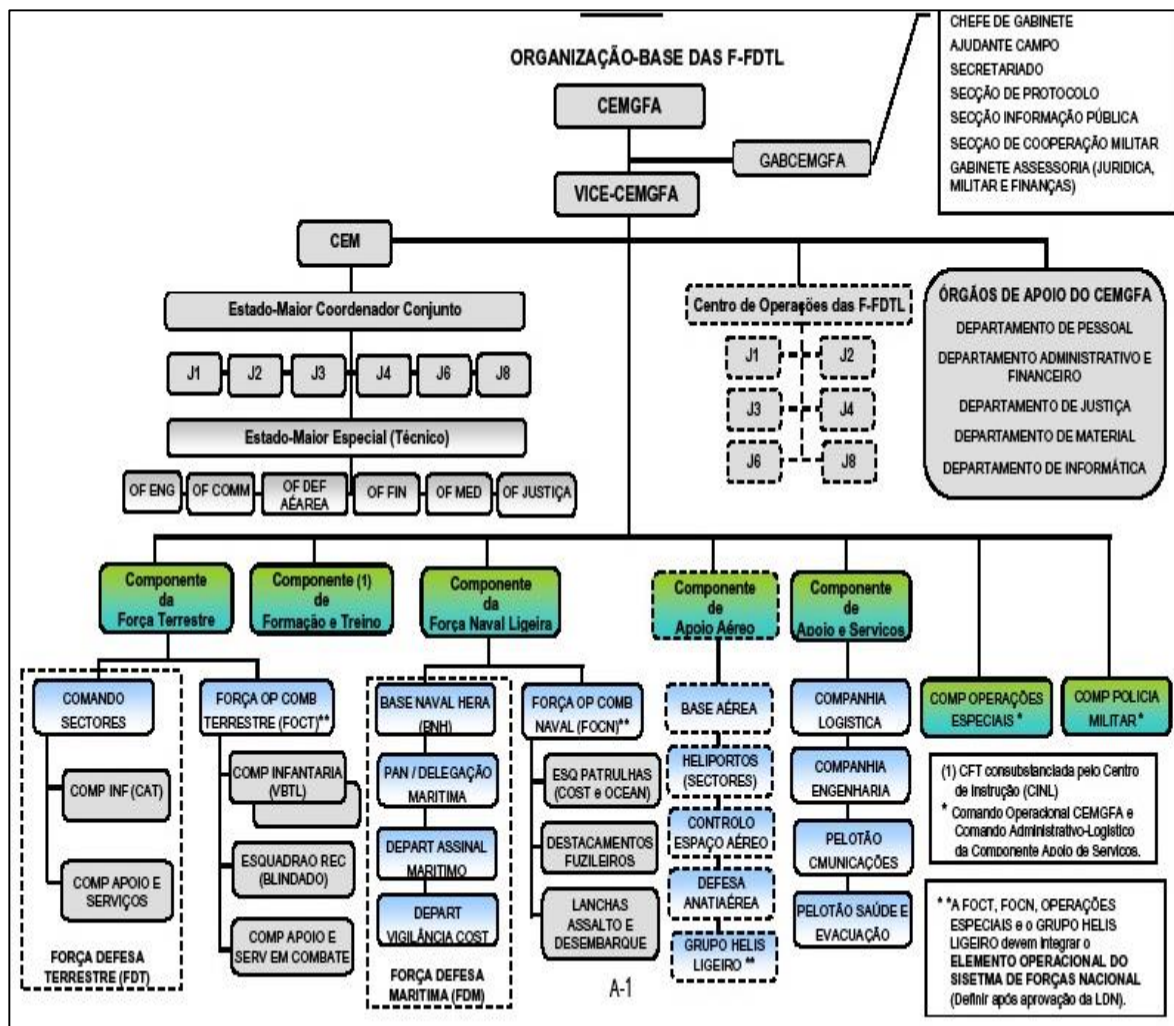 CHEFE DE GABINETE
AJUDANTE CAMPO
SECRETARIADO
SECÇÃO DE PROTOCOLO
SECÇÃO INFORMAÇÃO PÚBLICA
SECÇAO DE COOPERAÇÃO MILITAR
GABINETE ASSESSORIA (JURIDICA,
MILITAR E FINANÇAS)
ORGANIZAÇÃO-BASE DAS F-FDTL
CEMGFA
GABCEMGFA
VICE-CEMGFA
CEM
Estado-Maior Coordenador Conjunto
J1
J2
J3
J4
J6
J8
Estado-Maior Especial (Técnico)
OF ENG
OF COMM
OF DEF
AÉAREA
OF FIN
OF MED
OF JUSTIÇA
Centro de Operações das F-FDTL
J1
J2
J3
J4
J6
J8
ÓRGÃOS DE APOIO DO CEMGFA
DEPARTAMENTO DE PESSOAL
DEPARTAMENTO ADMINISTRATIVO E
FINANCEIRO
DEPARTAMENTO DE JUSTIÇA
DEPARTAMENTO DE MATERIAL
DEPARTAMENTO DE INFORMÁTICA
Componente
da
Força Terrestre
Componente (1)
de
Formação e Treino
Componente
da
Força Naval Ligeira
Componente
de
Apoio Aéreo
Componente
de
Apoio e Servicos
COMANDO
SECTORES
COMP INF (CAT)
COMP APOIO E
SERVIÇOS
FORÇA DEFESA
TERRESTRE (FDT)
FORÇA OP COMB
TERRESTRE (FOCT)**
COMP INFANTARIA
(VBTL)
ESQUADRAO REC
(BLINDADO)
COMP APOIO E
SERV EM COMBATE
BASE NAVAL HERA
(BNH)
PAN / DELEGAÇÃO
MARITIMA
DEPART ASSINAL
MARITIMO
DEPART
VIGILÂNCIA COST
FORÇA DEFESA
MARITIMA (FDM)
FORÇA OP COMB
NAVAL (FOCN)**
ESQ PATRULHAS
(COST e OCEAN)
DESTACAMENTOS
FUZILEIROS
LANCHAS
ASSALTO E
DESEMBARQUE
A-1
BASE AÉREA
HELIPORTOS
(SECTORES)
CONTROLO
ESPAÇO AÉREO
DEFESA
ANATIAÉREA
GRUPO HELIS
LIGEIRO **
COMPANHIA
LOGISTICA
COMPANHIA
ENGENHARIA
PELOTÃO
CMUNICAÇÕES
PELOTÃO SAÚDE E
EVACUAÇÃO
COMP OPERAÇÕES
ESPECIAIS *
COMP POLICIA
MILITAR*
(1) CFT consubstanciada pelo Centro
de Instrução (CINL)
* Comando Operacional CEMGFA e
Comando Administrativo-Logístico
da Componente Apoio de Serviços.
* *A FOCT, FOCN, OPERAÇÕES
ESPECIAIS e o GRUPO HELIS
LIGEIRO devem integrar o
ELEMENTO OPERACIONAL DO
SISETMA DE FORÇAS NACIONAL
(Definir após aprovação da LDN).